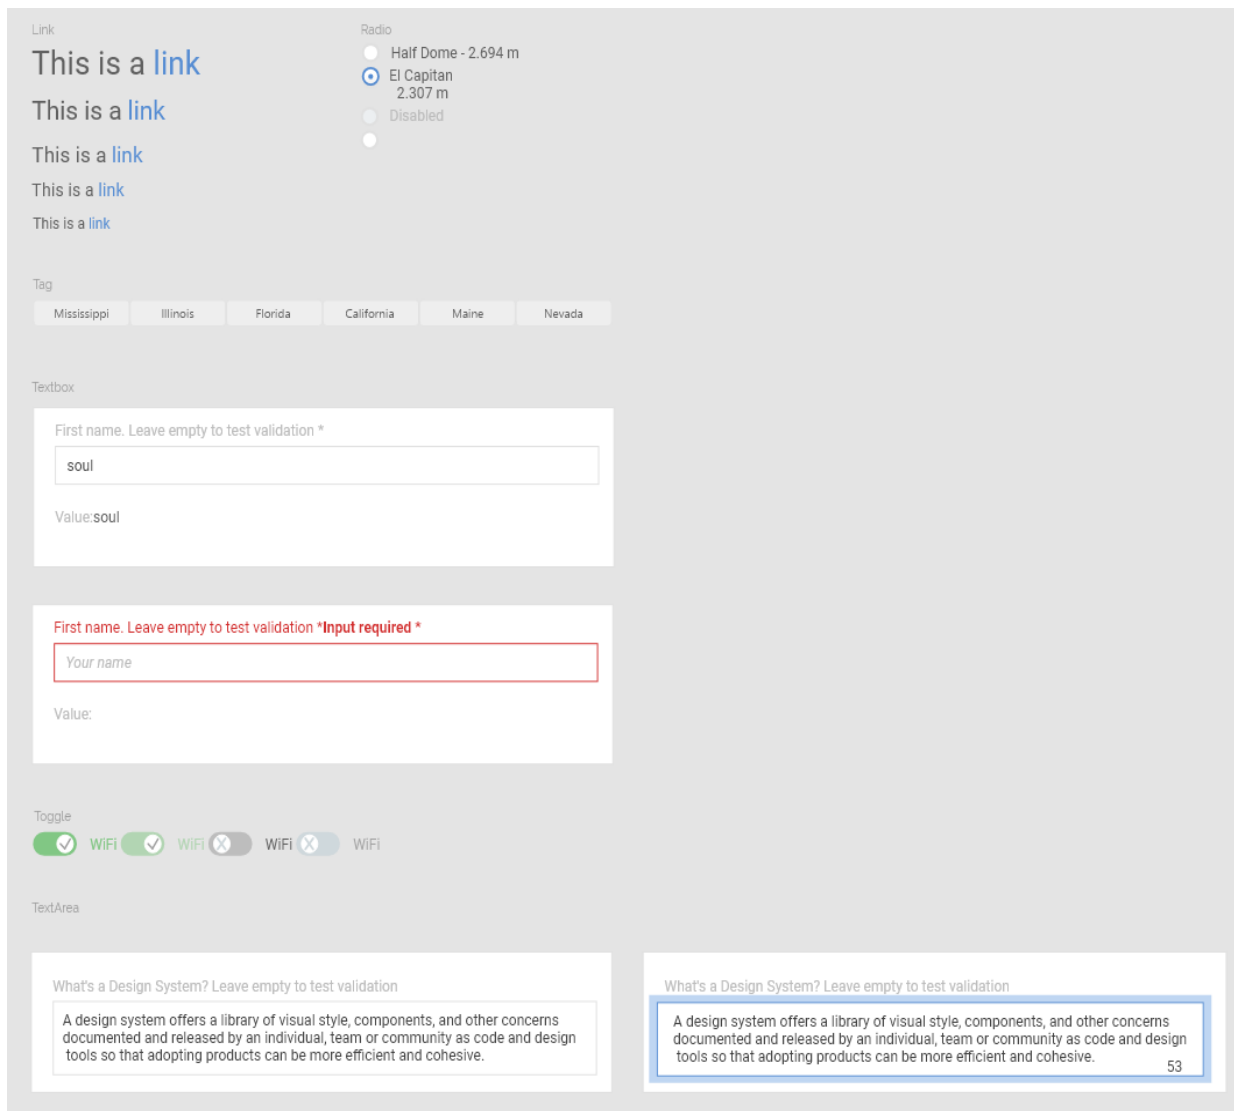 Link
This is a link
This is a link
This is a link
This is a link
This is a link
Radio
Half Dome - 2.694 m
El Capitan
2.307 m
Disabled
Tag
Mississippi
Illinois
Florida
California
Maine
Nevada
Textbox
First name. Leave empty to test validation *
soul
Value:soul
First name. Leave empty to test validation *Input required *
Your name
Value:
Toggle
WiFi
WiFi
WiFi
WiFi
TextArea
What's a Design System? Leave empty to test validation
A design system offers a library of visual style, components, and other concerns
documented and released by an individual, team or community as code and design
tools so that adopting products can be more efficient and cohesive.
What's a Design System? Leave empty to test validation
A design system offers a library of visual style, components, and other concerns
documented and released by an individual, team or community as code and design
tools so that adopting products can be more efficient and cohesive.
53